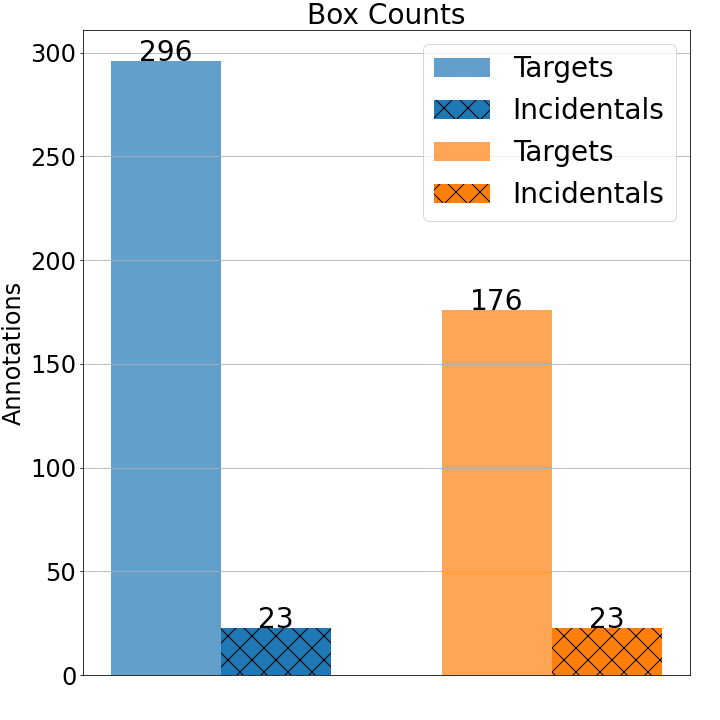 Box Counts
Annotations
300
250
200
150
100
50
0
296
23
176
23
Targets
Incidentals
Targets
Incidentals